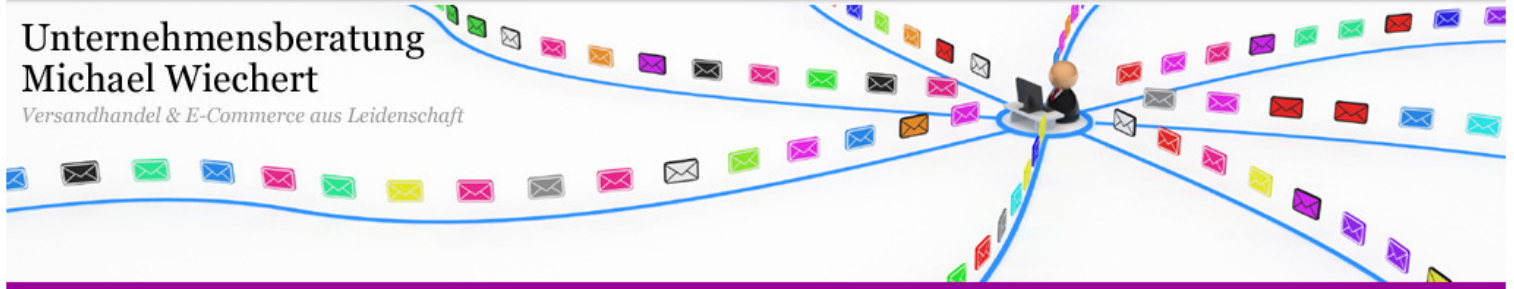 Unternehmensberatung
Michael Wiechert
Versandhandel & E-Commerce aus Leidenschaft